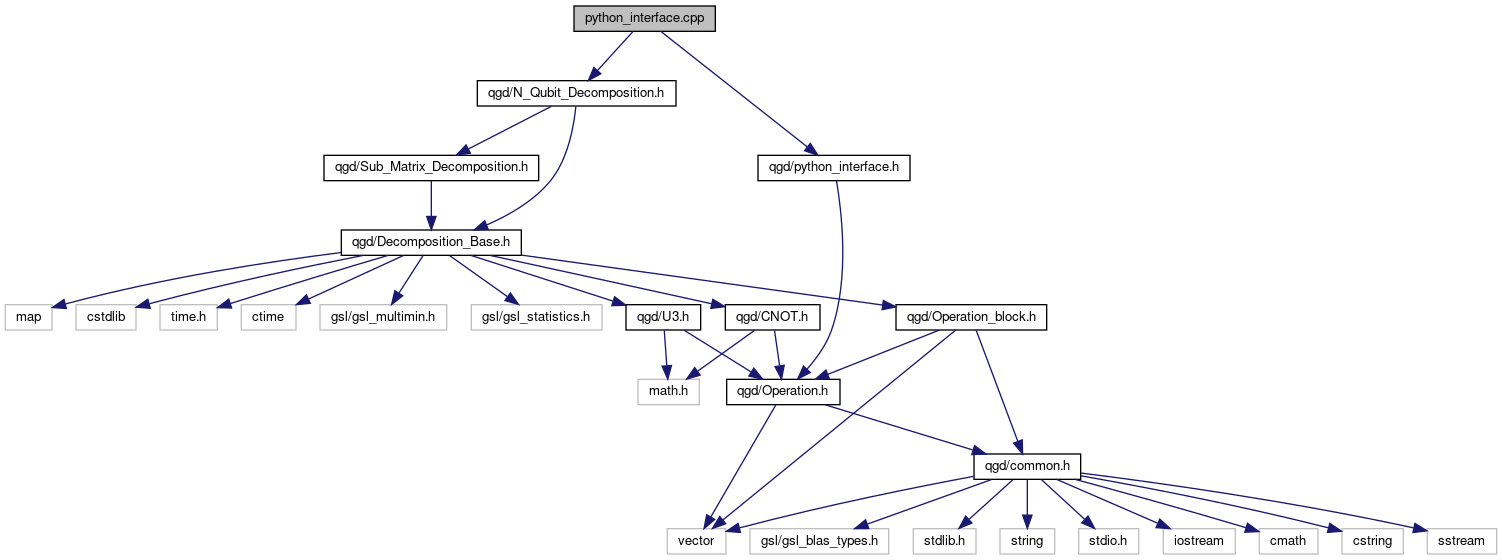 python_interface.cpp
qgd/N_Qubit_Decomposition.h
qgd/Sub_Matrix_Decomposition.h
qgd/python_interface.h
qgd/Decomposition_Base.h
map
cstdlib
time.h
ctime
gsl/gsl_multimin.h
gsl/gsl_statistics.h
qgd/U3.h
qgd/CNOT.h
qgd/Operation_block.h
math.h
qgd/Operation.h
qgd/common.h
vector
gsl/gsl_blas_types.h
stdlib.h
string
stdio.h
iostream
cmath
cstring
sstream